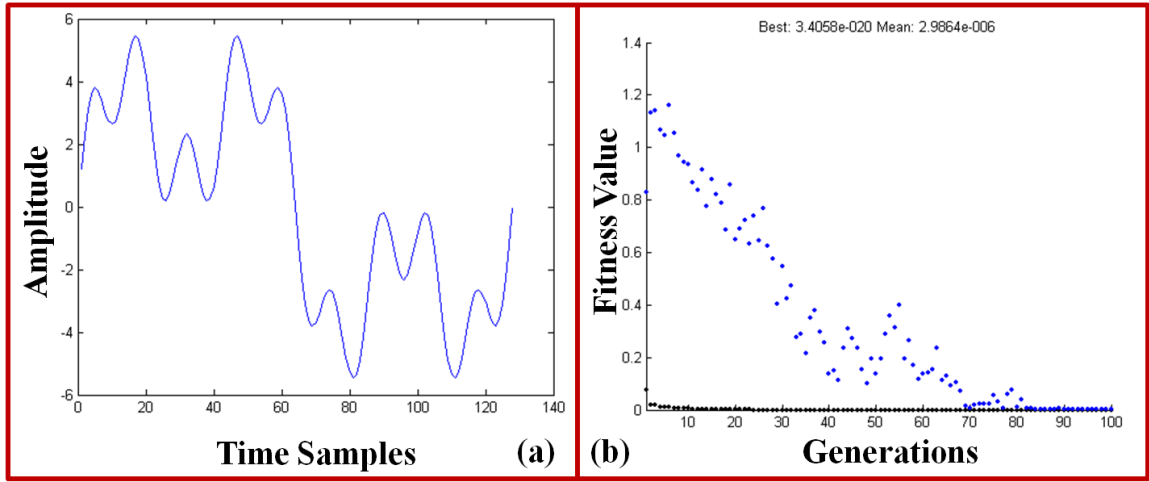 6
4
2
0
-2
-4
-6
0 20 40 60 80 100 120 140
Amplitude
Time Samples
(a)
Best: 3.4058e-020 Mean: 2.9864e-006
1.4
1.2
1
0.8
0.6
0.4
0.2
0
10 20 30 40 50 60 70 80 90 100
Fitness Value
(b)
Generations